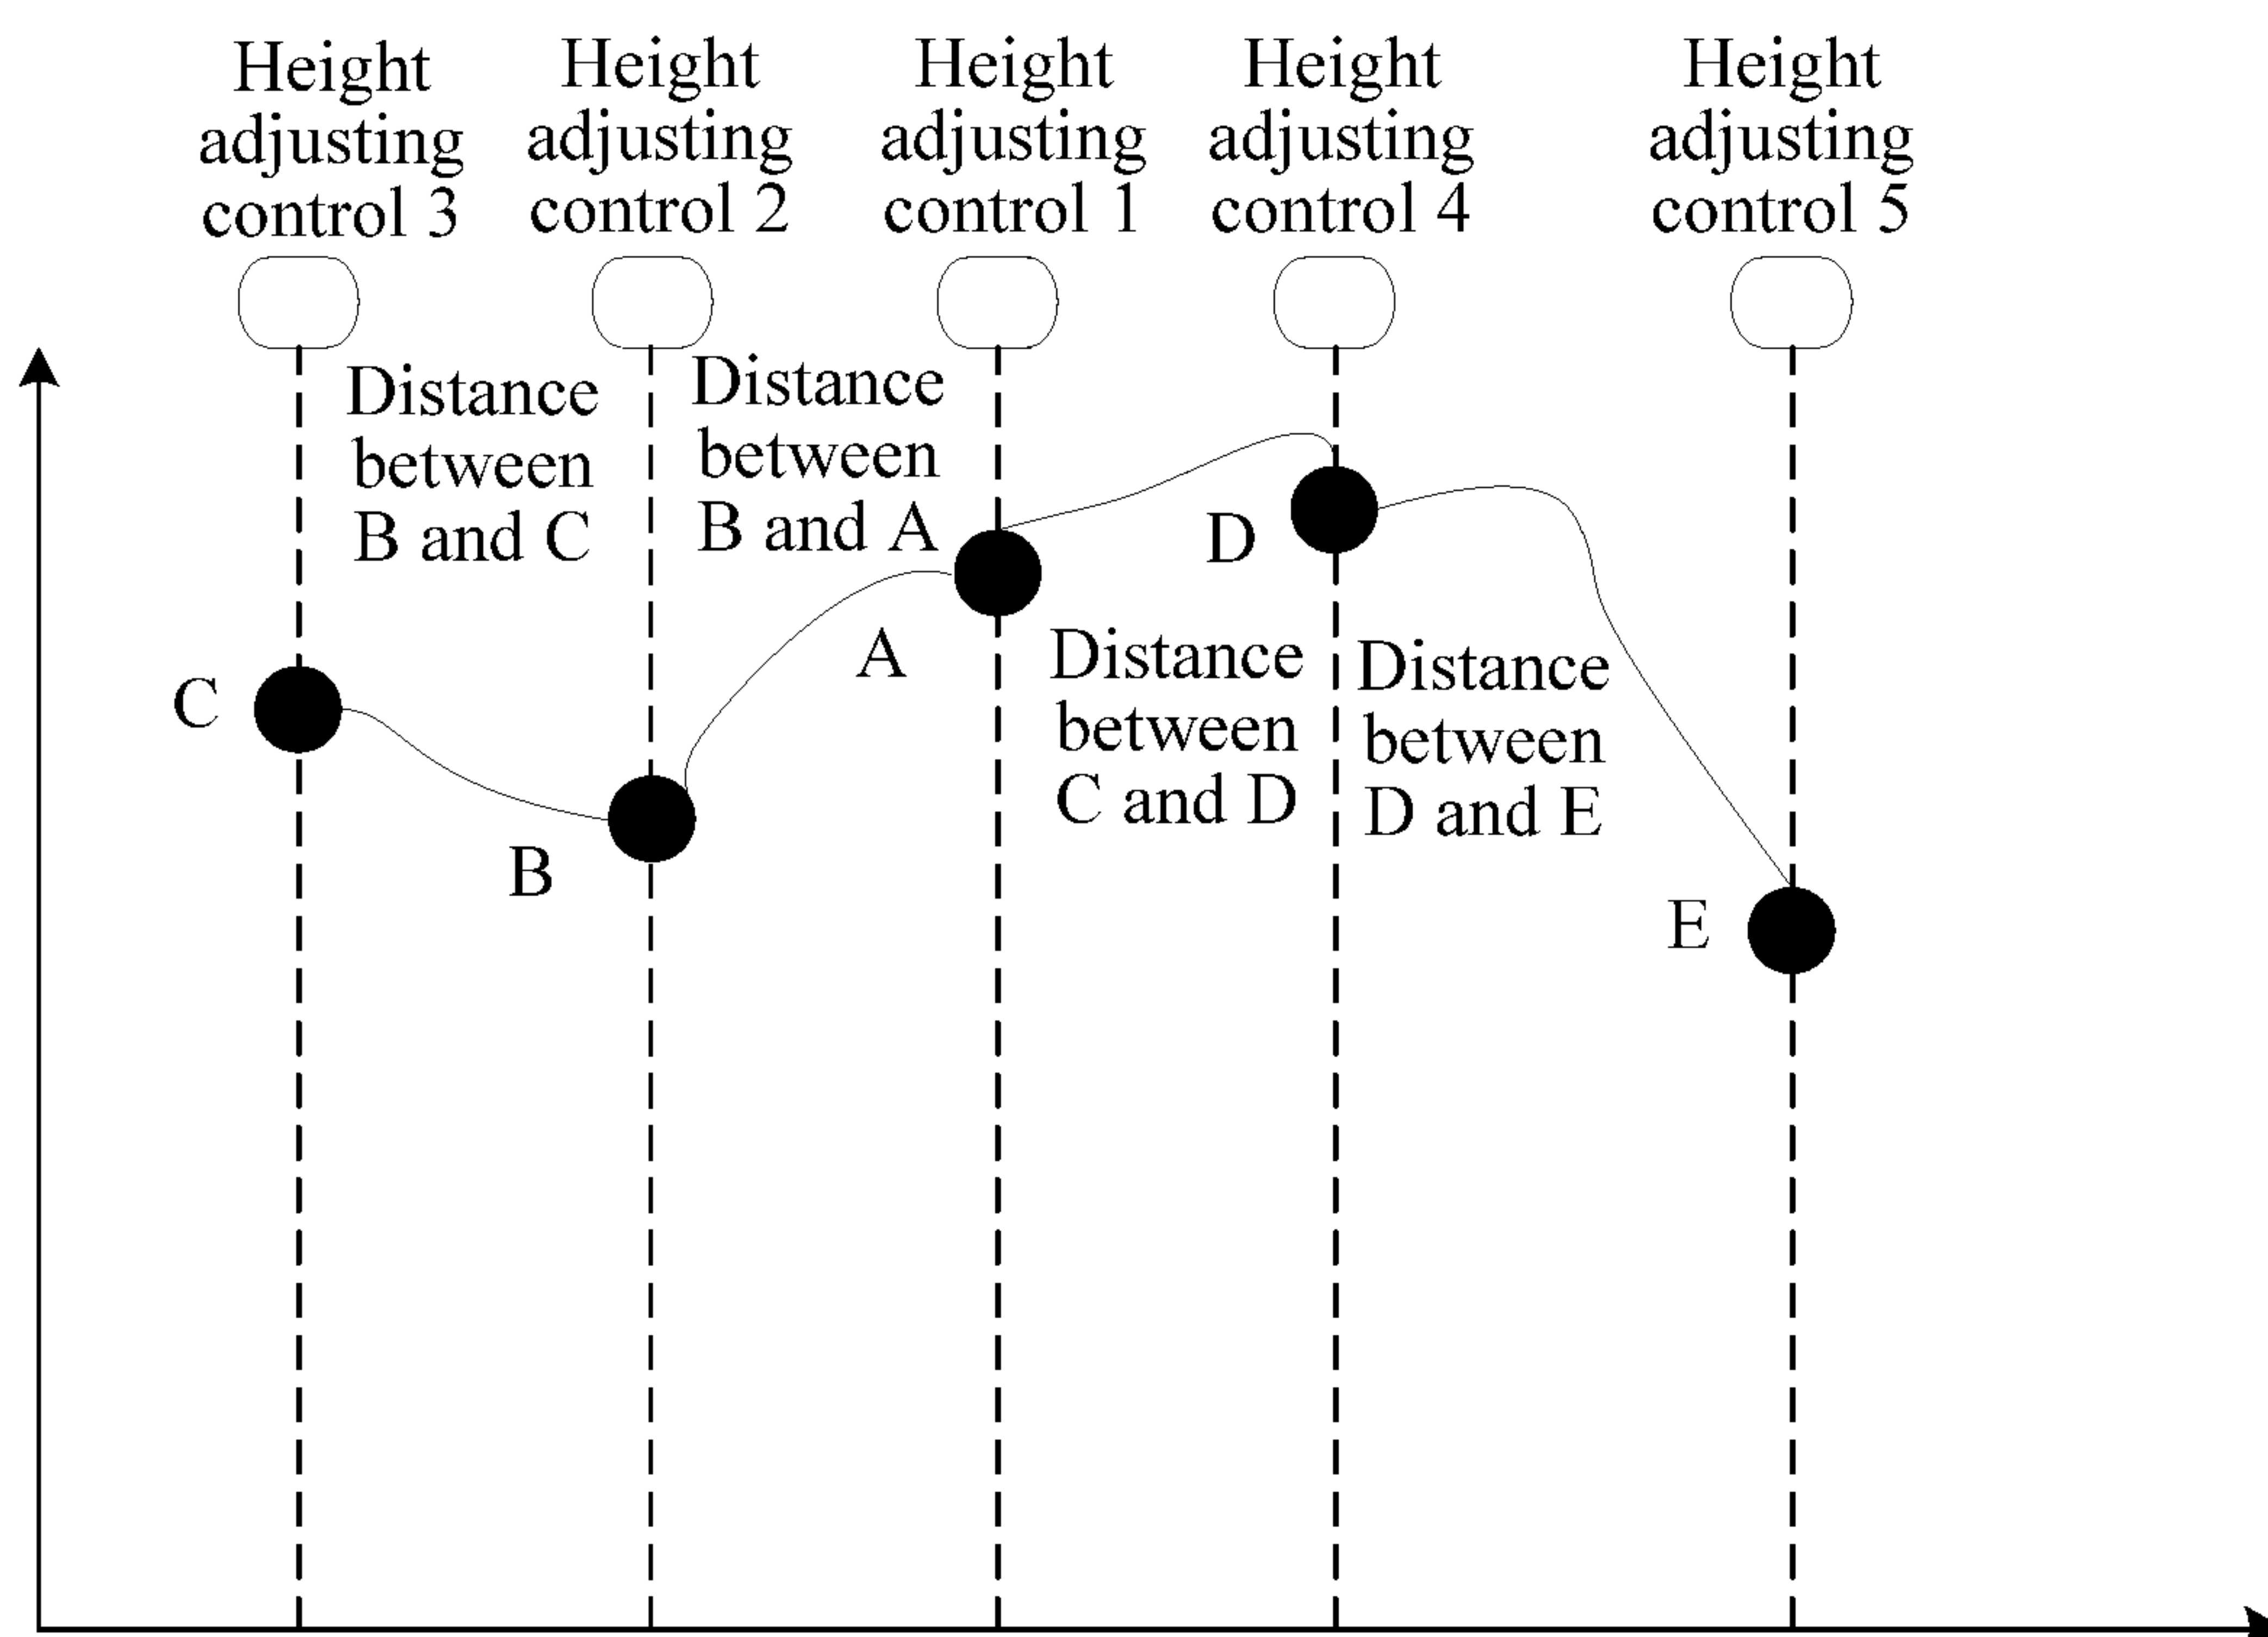 Height
adjusting
control 3
Height
adjusting
control 2
Height
adjusting
control 1
Height
adjusting
control 4
Height
adjusting
control 5
Distance
between
B and C
Distance
between
B and A
D
A
Distance
between
C and D
Distance
between
D and E
C
B
E